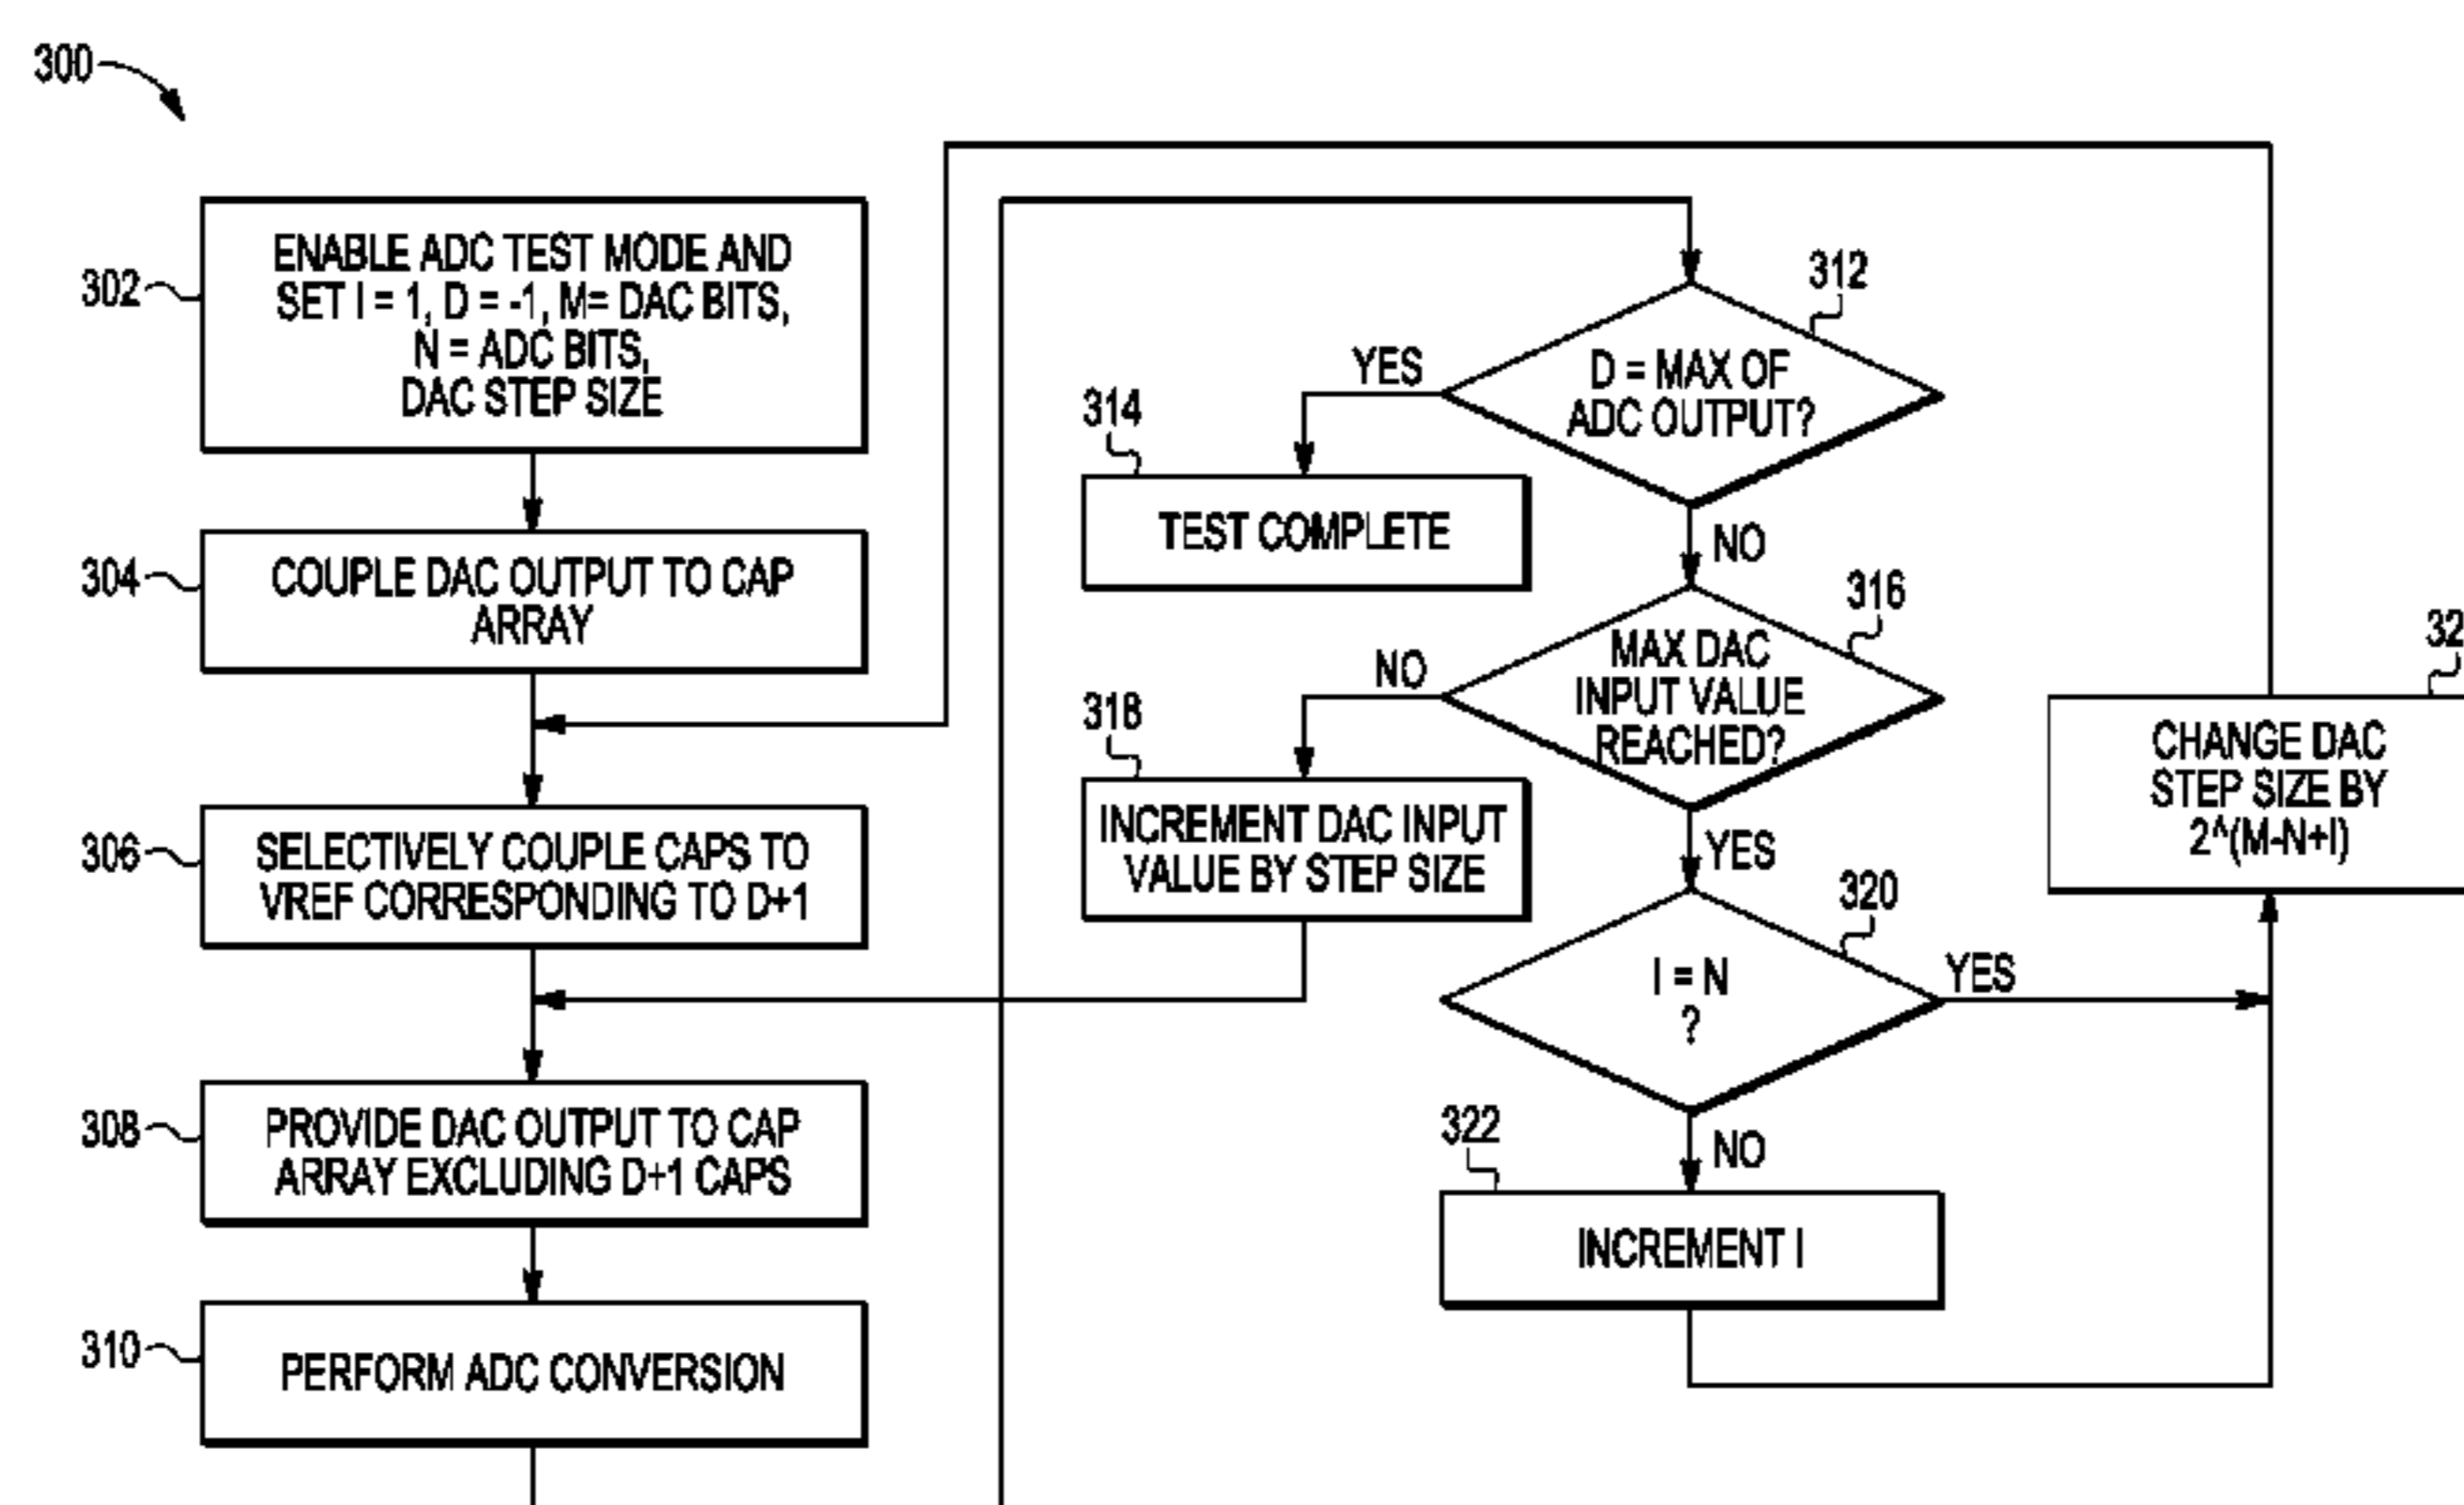 300
302
ENABLE ADC TEST MODE AND
SET I = 1, D = -1, M= DAC BITS,
N = ADC BITS,
DAC STEP SIZE
304
COUPLE DAC OUTPUT TO CAP
ARRAY
306
SELECTIVELY COUPLE CAPS TO
VREF CORRESPONDING TO D+1
308
PROVIDE DAC OUTPUT TO CAP
ARRAY EXCLUDING D+1 CAPS
310
PERFORM ADC CONVERSION
312
D = MAX OF
ADC OUTPUT?
YES
314
TEST COMPLETE
NO
316
MAX DAC
INPUT VALUE
REACHED?
NO
318
INCREMENT DAC INPUT
VALUE BY STEP SIZE
YES
320
I = N
?
YES
NO
322
INCREMENT I
CHANGE DAC
STEP SIZE BY
2^(M-N+I)